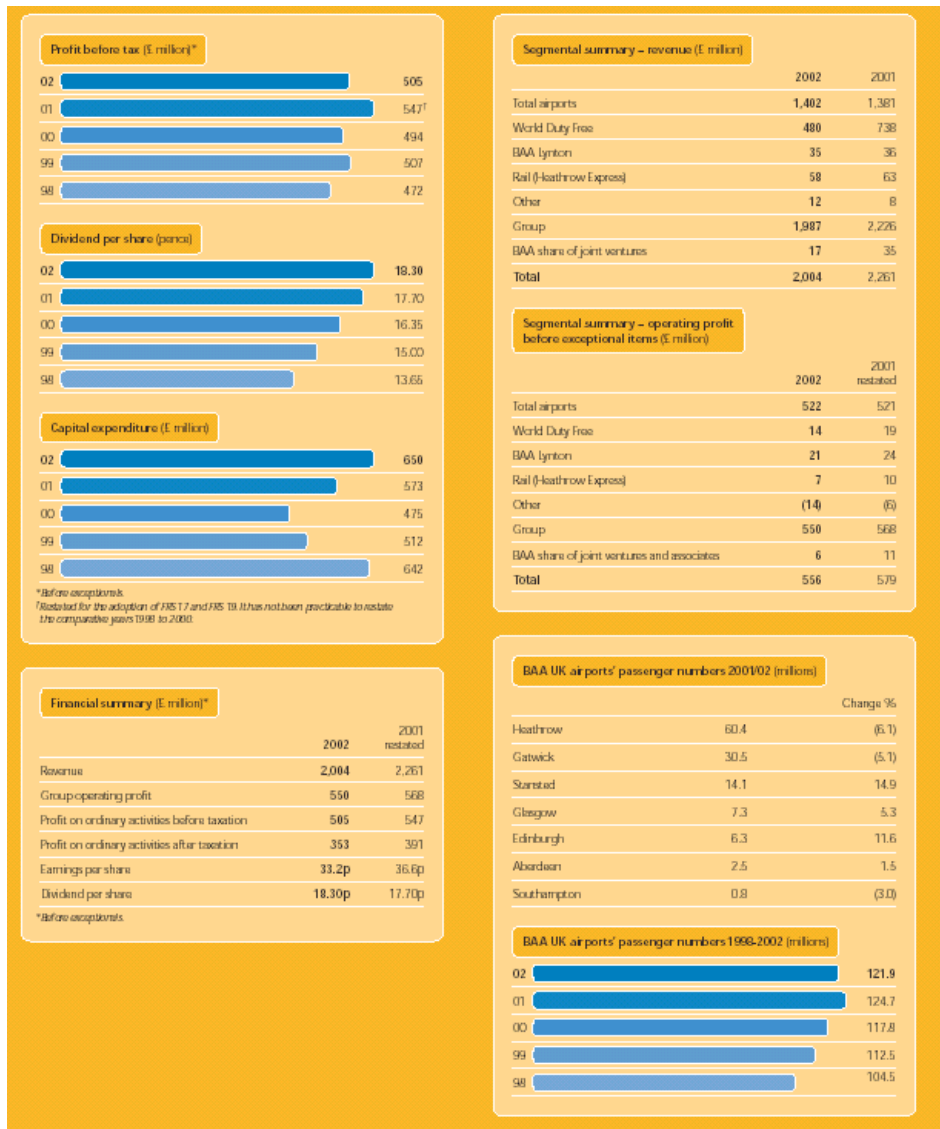 Profit before tax (£ million)*
02 505
01 547†
00 494
99 507
98 472
Dividend per share (pence)
02 18.30
01 17.70
00 16.35
99 15.00
98 13.65
Capital expenditure (£ million)
02 650
01 573
00 475
99 512
98 642
*Before exceptionals.
†Restated for the adoption of FRS 17 and FRS 19. It has not been practicable to restate
the comparative years 1998 to 2000.
Financial summary (£ million)*
2001
2002 restated
Revenue 2,004 2,261
Group operating profit 550 568
Profit on ordinary activities before taxation 505 547
Profit on ordinary activities after taxation 353 391
Earnings per share 33.2p 36.6p
Dividend per share 18.30p 17.70p
*Before exceptionals.
Segmental summary – revenue (£ million)
2002 2001
Total airports 1,402 1,381
World Duty Free 480 738
BAA Lynton 35 36
Rail (Heathrow Express) 58 63
Other 12 8
Group 1,987 2,226
BAA share of joint ventures 17 35
Total 2,004 2,261
Segmental summary – operating profit
before exceptional items (£ million)
2001
2002 restated
Total airports 522 521
World Duty Free 14 19
BAA Lynton 21 24
Rail (Heathrow Express) 7 10
Other (14) (6)
Group 550 568
BAA share of joint ventures and associates 6 11
Total 556 579
BAA UK airports' passenger numbers 2001/02 (millions)
Change %
Heathrow 60.4 (6.1)
Gatwick 30.5 (5.1)
Stansted 14.1 14.9
Glasgow 7.3 5.3
Edinburgh 6.3 11.6
Aberdeen 2.5 1.5
Southampton 0.8 (3.0)
BAA UK airports' passenger numbers 1998-2002 (millions)
02 121.9
01 124.7
00 117.8
99 112.5
98 104.5